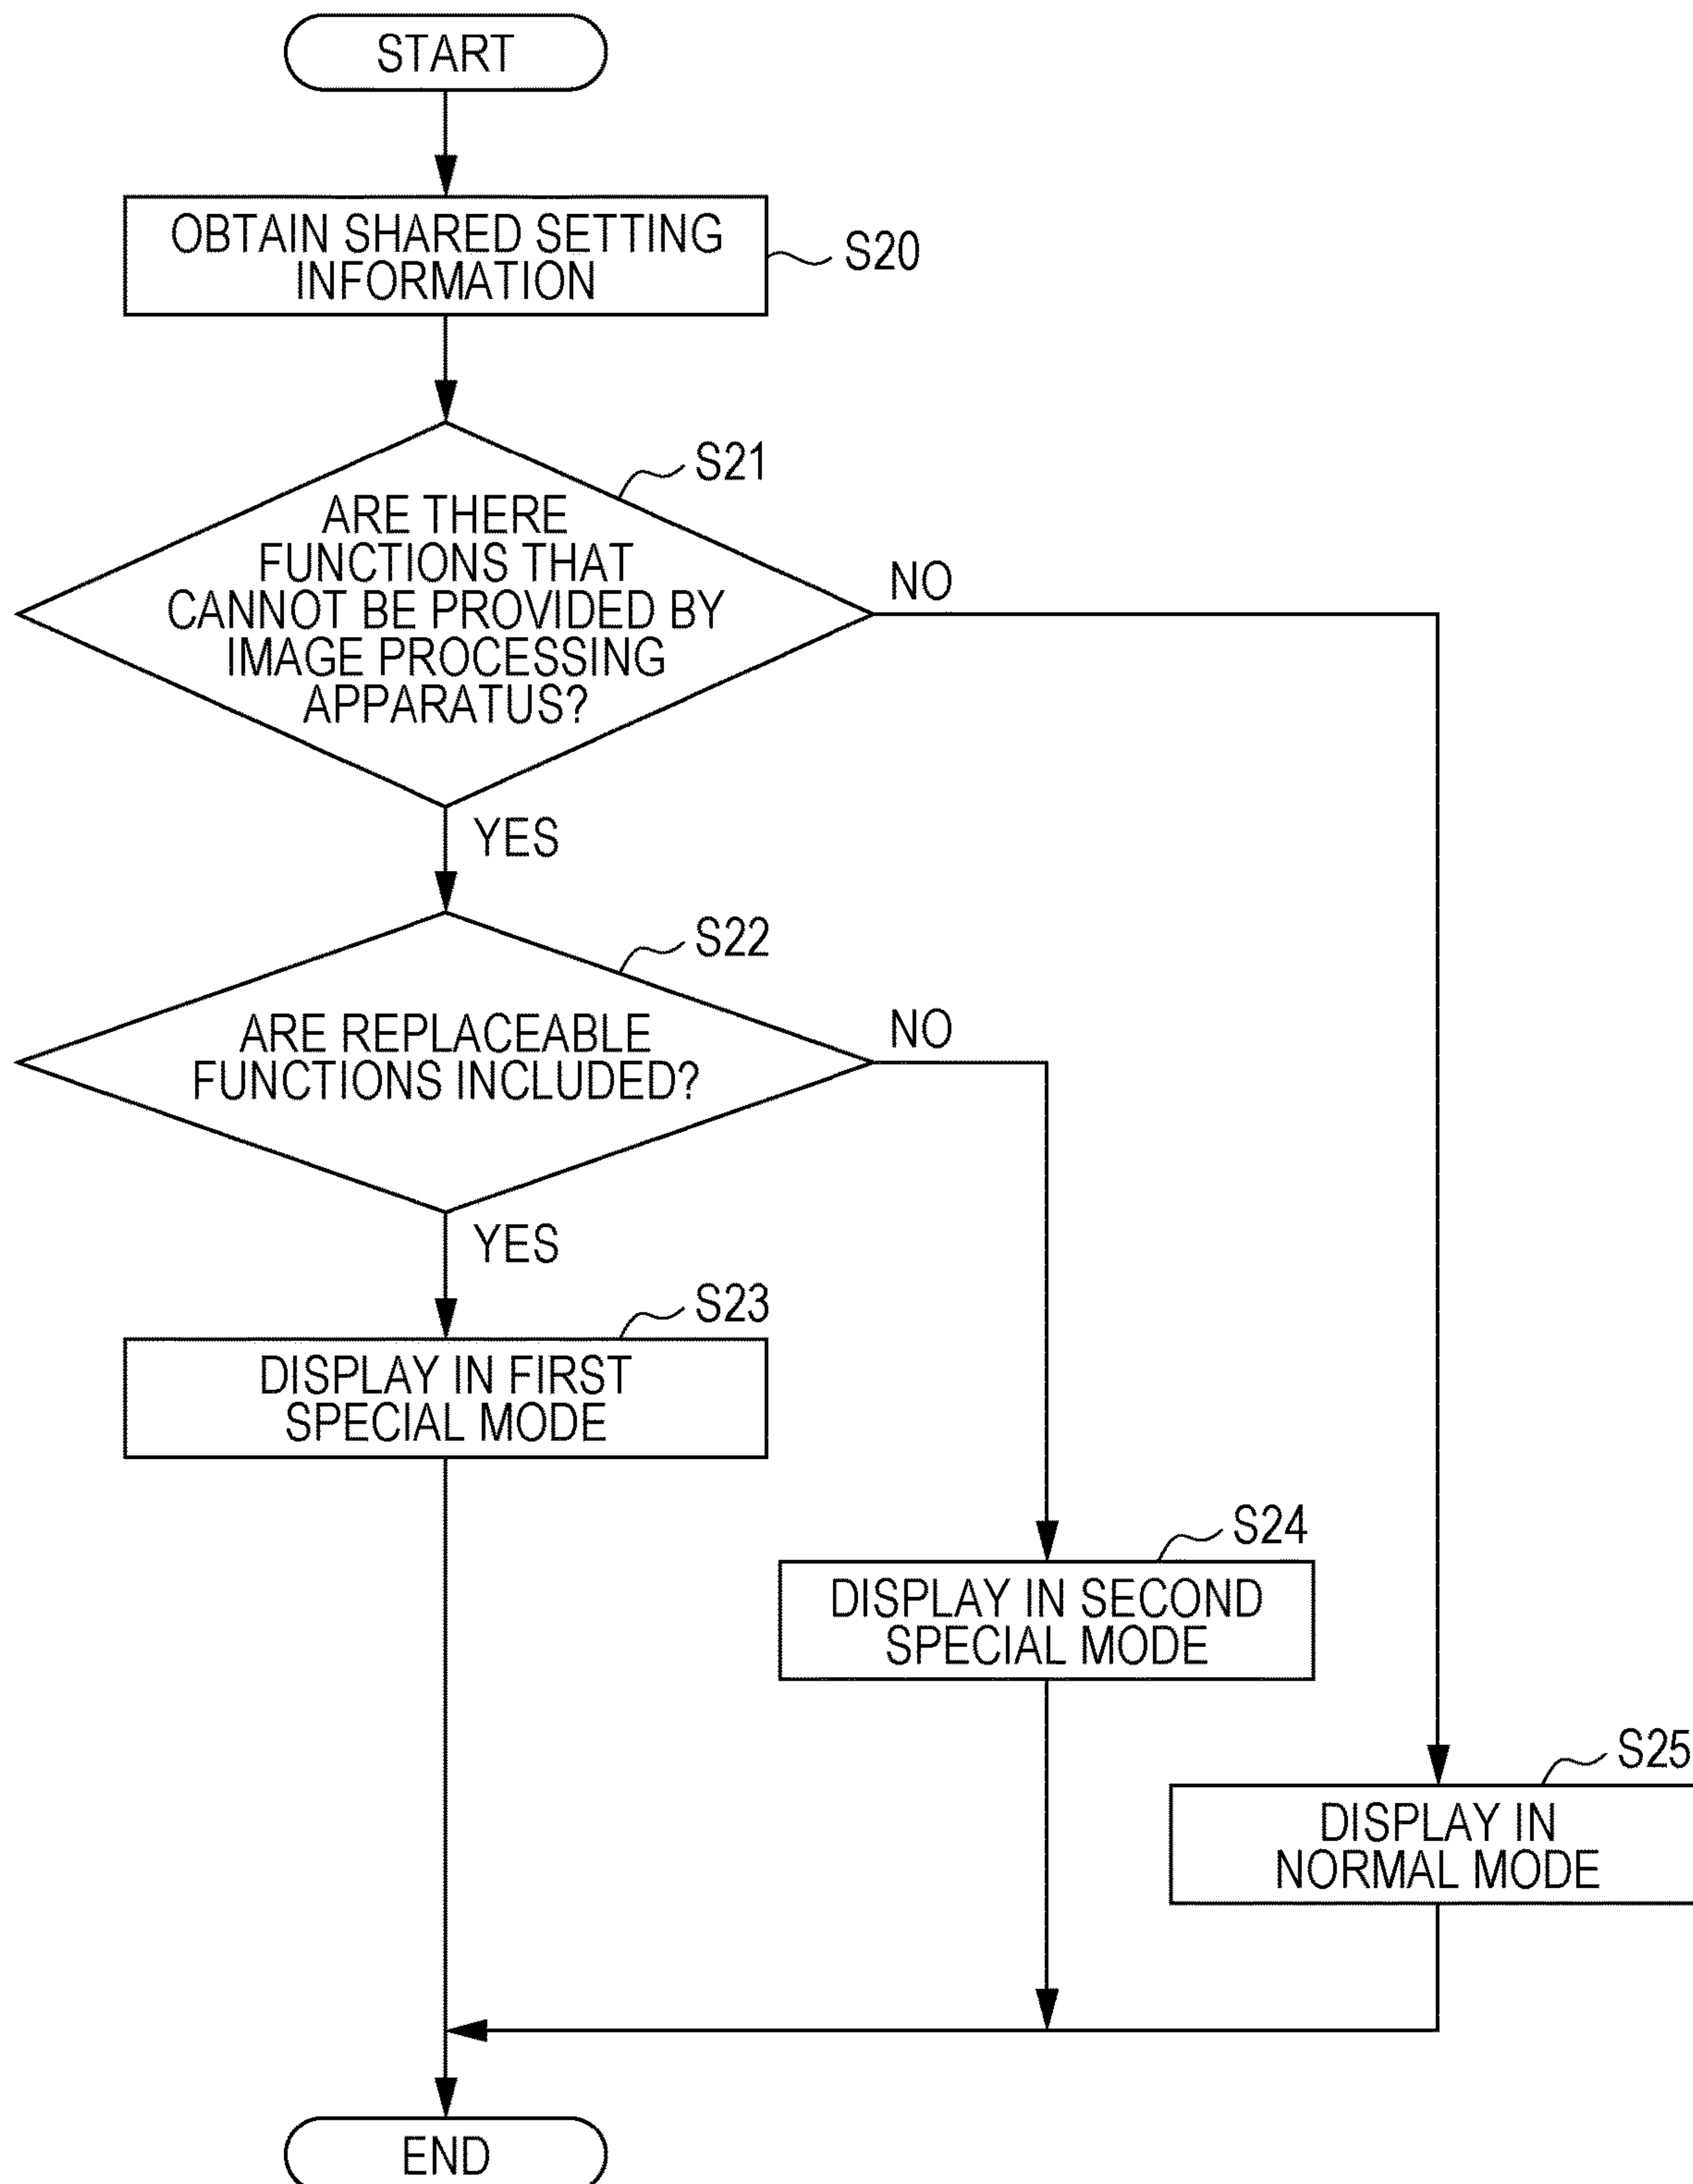 START
OBTAIN SHARED SETTING
INFORMATION
S20
S21
ARE THERE
FUNCTIONS THAT
CANNOT BE PROVIDED BY
IMAGE PROCESSING
APPARATUS?
NO
YES
S22
ARE REPLACEABLE
FUNCTIONS INCLUDED?
NO
YES
S23
DISPLAY IN FIRST
SPECIAL MODE
S24
DISPLAY IN SECOND
SPECIAL MODE
S25
DISPLAY IN
NORMAL MODE
END